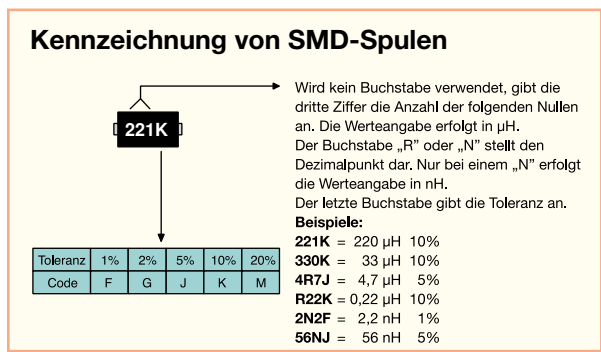 Kennzeichnung von SMD-Spulen
221K
Wird kein Buchstabe verwendet, gibt die
dritte Ziffer die Anzahl der folgenden Nullen
an. Die Werteangabe erfolgt in µH.
Der Buchstabe „R” oder „N” stellt den
Dezimalpunkt dar. Nur bei einem „N” erfolgt
die Werteangabe in nH.
Der letzte Buchstabe gibt die Toleranz an.
Beispiele:
221K = 220 µH 10%
330K = 33 µH 10%
4R7J = 4,7 µH 5%
R22K = 0,22 µH 10%
2N2F = 2,2 nH 1%
56NJ = 56 nH 5%
Toleranz 1% 2% 5% 10% 20%
Code F G J K M